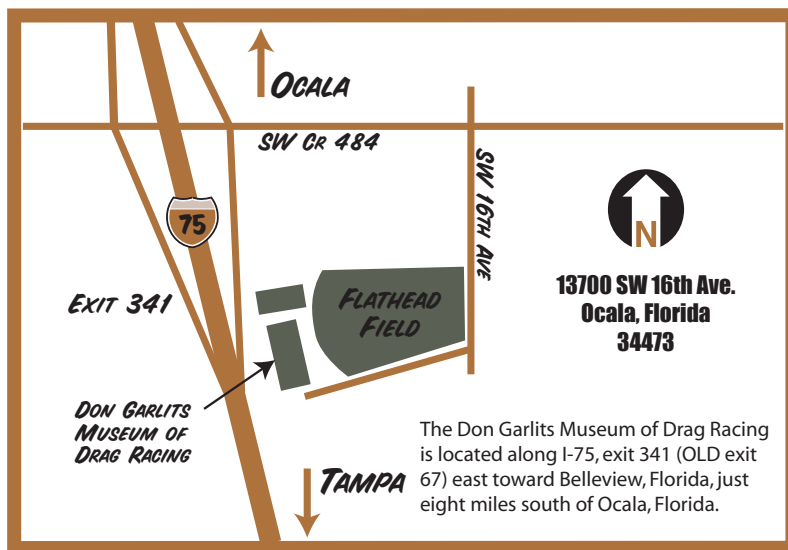 OCALA
SW CR 484
SW 16TH AVE
75
N
EXIT 341
FLATHEAD
FIELD
13700 SW 16th Ave.
Ocala, Florida
34473
DON GARLITS
MUSEUM OF
DRAG RACING
TAMPA
The Don Garlits Museum of Drag Racing
is located along I-75, exit 341 (OLD exit
67) east toward Belleview, Florida, just
eight miles south of Ocala, Florida.